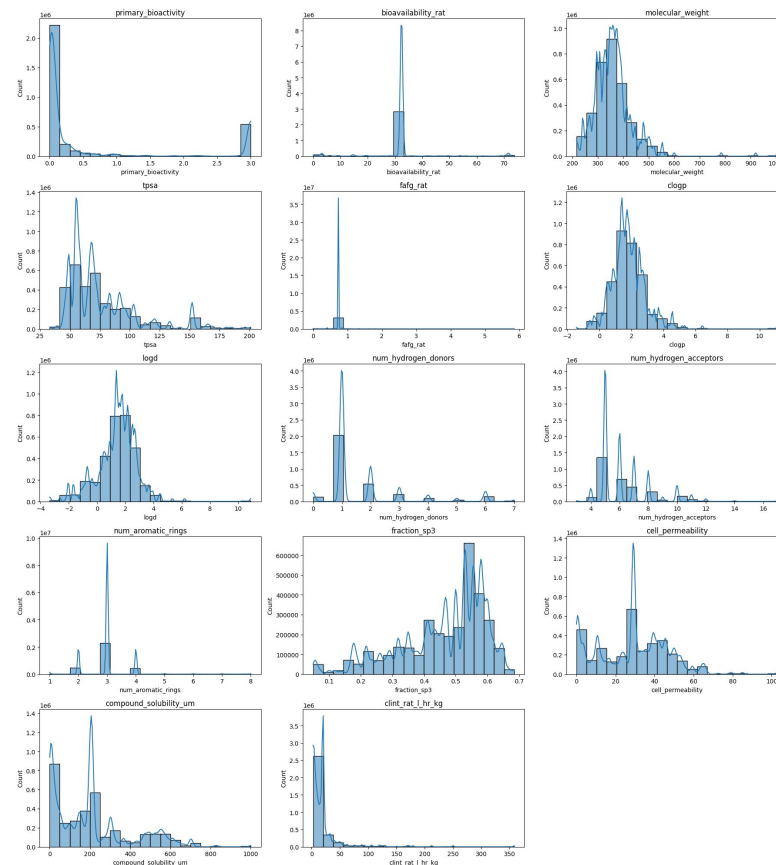 primary_bioactivity
1e6
Count
2.0
1.5
1.0
0.5
0.0
0.0 0.5 1.0 1.5 2.0 2.5 3.0
primary_bioactivity
bioavailability_rat
1e6
Count
8
7
6
5
4
3
2
1
0
0 10 20 30 40 50 60 70
bioavailability_rat
molecular_weight
1e6
Count
1.0
0.8
0.6
0.4
0.2
0.0
200 300 400 500 600 700 800 900
molecular_weight
tpsa
1e6
Count
1.4
1.2
1.0
0.8
0.6
0.4
0.2
0.0
25 50 75 100 125 150 175 200
tpsa
fafg_rat
1e7
Count
3.5
3.0
2.5
2.0
1.5
1.0
0.5
0.0
0 1 2 3 4 5 6
fafg_rat
clogp
1e6
Count
1.2
1.0
0.8
0.6
0.4
0.2
0.0
−2 0 2 4 6 8
clogp
logd
1e6
Count
1.2
1.0
0.8
0.6
0.4
0.2
0.0
−4 −2 0 2 4 6 8 10
logd
num_hydrogen_donors
1e6
Count
4.0
3.5
3.0
2.5
2.0
1.5
1.0
0.5
0.0
0 1 2 3 4 5 6 7
num_hydrogen_donors
num_hydrogen_acceptors
1e6
Count
4.0
3.5
3.0
2.5
2.0
1.5
1.0
0.5
0.0
4 6 8 10 12 14 16
num_hydrogen_acceptors
num_aromatic_rings
1e7
Count
1.0
0.8
0.6
0.4
0.2
0.0
1 2 3 4 5 6 7 8
num_aromatic_rings
fraction_sp3
Count
600000
500000
400000
300000
200000
100000
0
0.1 0.2 0.3 0.4 0.5 0.6 0.7
fraction_sp3
cell_permeability
1e6
Count
1.4
1.2
1.0
0.8
0.6
0.4
0.2
0.0
0 20 40 60 80
cell_permeability
compound_solubility_um
1e6
Count
1.4
1.2
1.0
0.8
0.6
0.4
0.2
0.0
0 200 400 600 800 1000
compound_solubility_um
clint_rat_l_hr_kg
1e6
Count
3.5
3.0
2.5
2.0
1.5
1.0
0.5
0.0
0 50 100 150 200 250 300 350
clint_rat_l_hr_kg